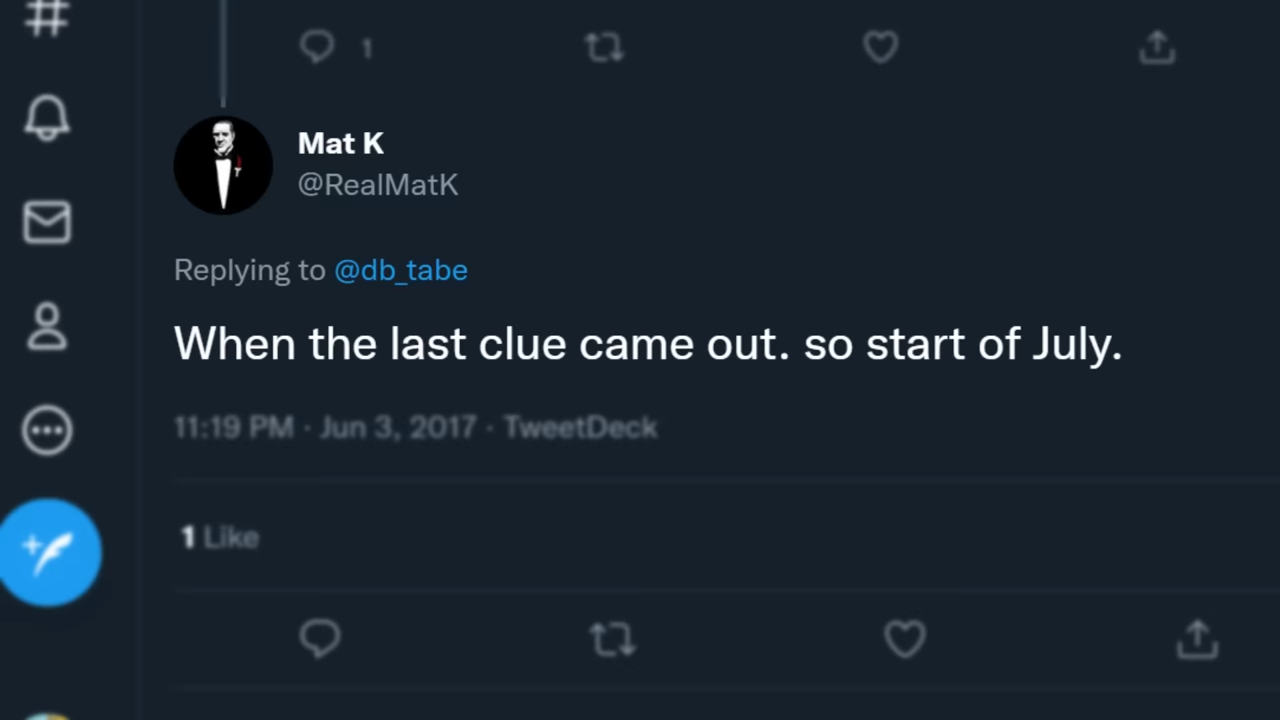 1
Mat K
@RealMatK
Replying to @db_tabe
When the last clue came out. so start of July.
11:19 PM · Jun 3, 2017 · TweetDeck
1 Like